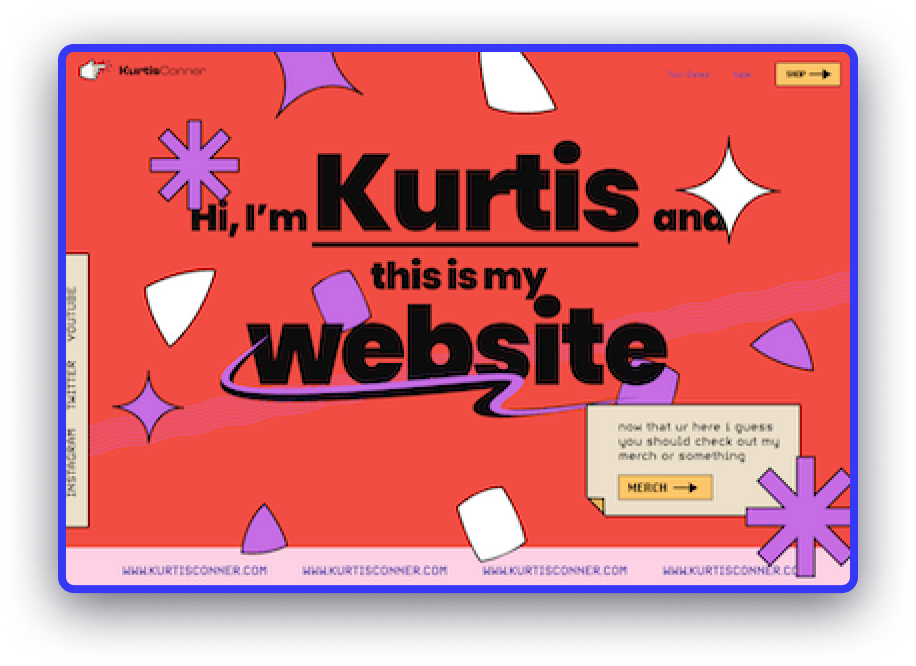 KurtisConner
Tour Dates
SHOP
Hi, I'm Kurtis and
this is my
website
INSTAGRAM TWITTER YOUTUBE
now that ur here i guess
you should check out my
merch or something
MERCH
WWW.KURTISCONNER.COM WWW.KURTISCONNER.COM WWW.KURTISCONNER.COM WWW.KURTISCONNER.CO